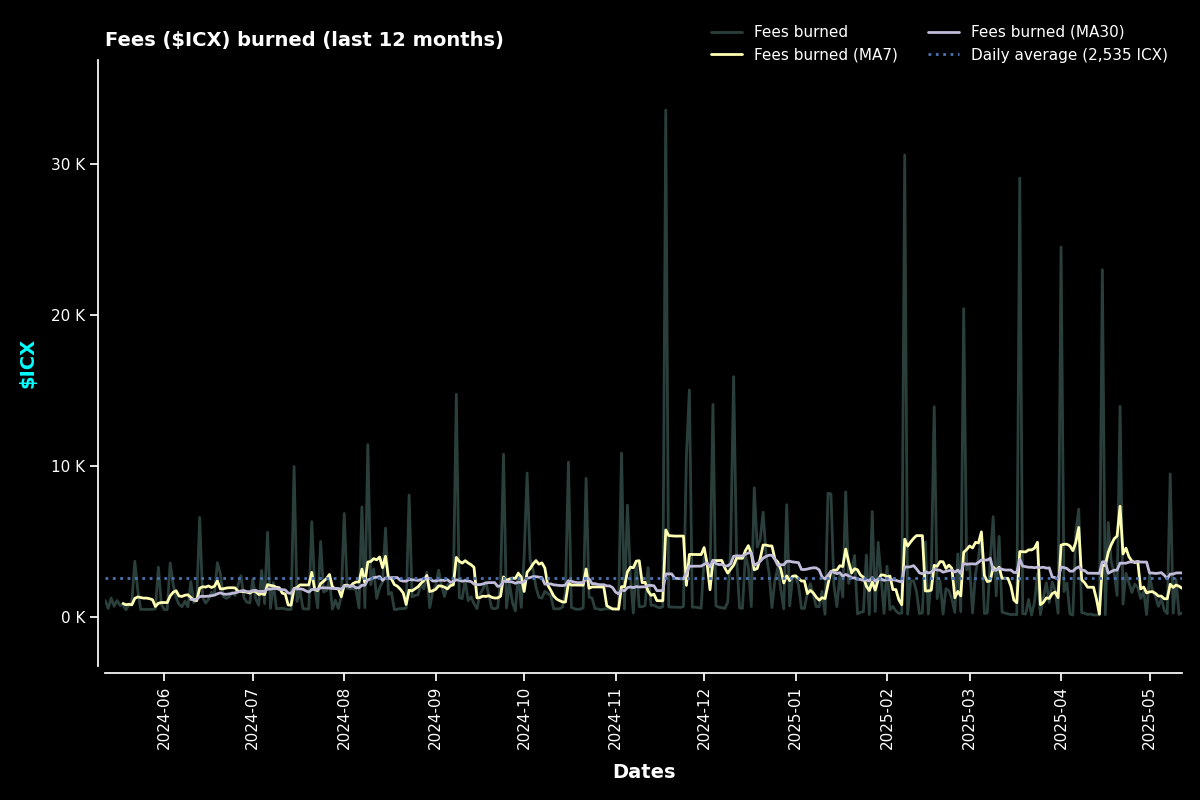 Fees ($ICX) burned (last 12 months)
Fees burned
Fees burned (MA7)
Fees burned (MA30)
Daily average (2,535 ICX)
$ICX
30 K
20 K
10 K
0 K
2024-06
2024-07
2024-08
2024-09
2024-10
2024-11
2024-12
2025-01
2025-02
2025-03
2025-04
2025-05
Dates